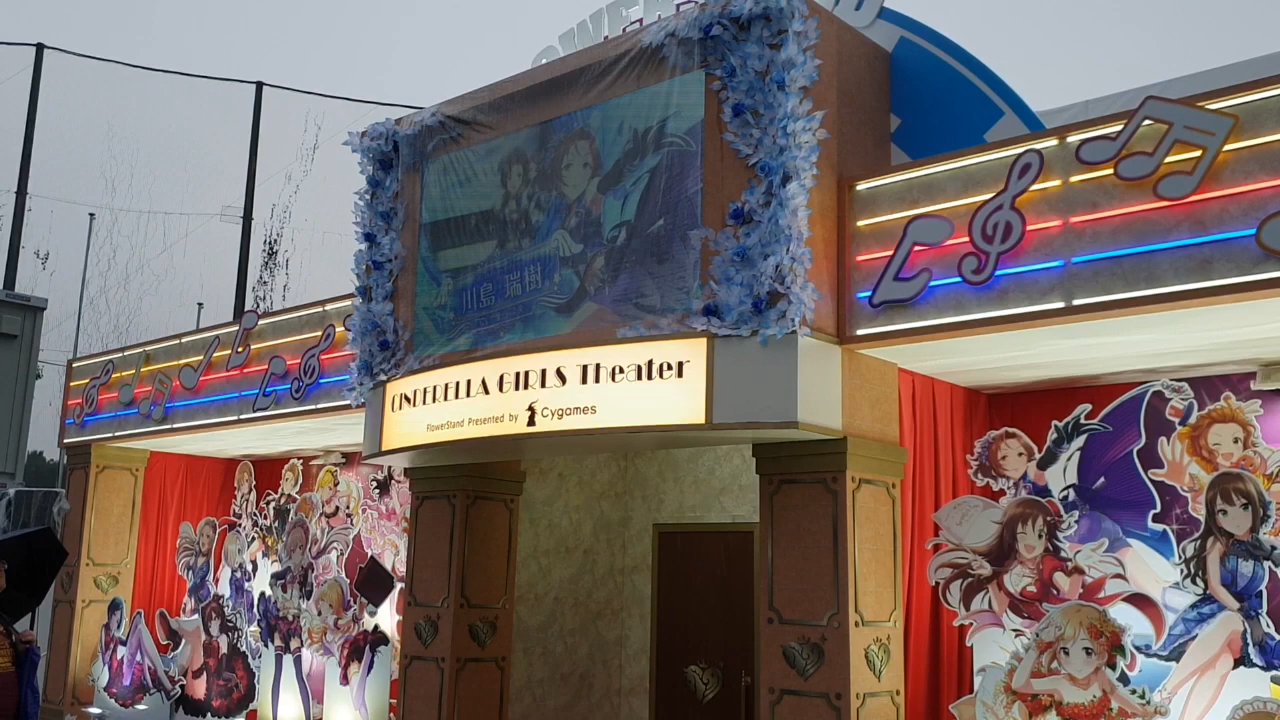 川島 瑞樹
CINDERELLA GIRLS Theater
FlowerStand Presented by Cygames